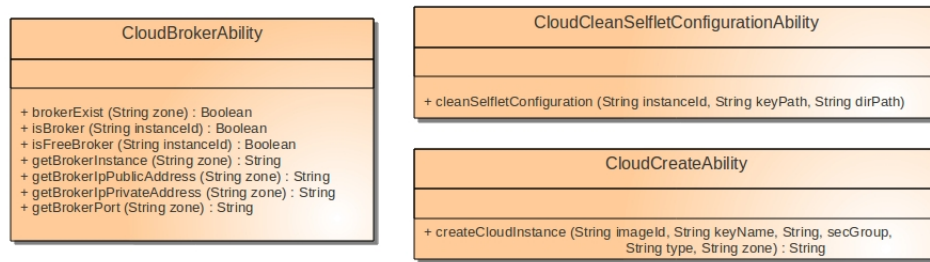 CloudBrokerAbility
+ brokerExist (String zone) : Boolean
+ isBroker (String instanceId) : Boolean
+ isFreeBroker (String instanceId) : Boolean
+ getBrokerInstance (String zone) : String
+ getBrokerIpPublicAddress (String zone) : String
+ getBrokerIpPrivateAddress (String zone) : String
+ getBrokerPort (String zone) : String
CloudCleanSelfletConfigurationAbility
+ cleanSelfletConfiguration (String instanceId, String keyPath, String dirPath)
CloudCreateAbility
+ createCloudInstance (String imageId, String keyName, String, secGroup,
String type, String zone) : String